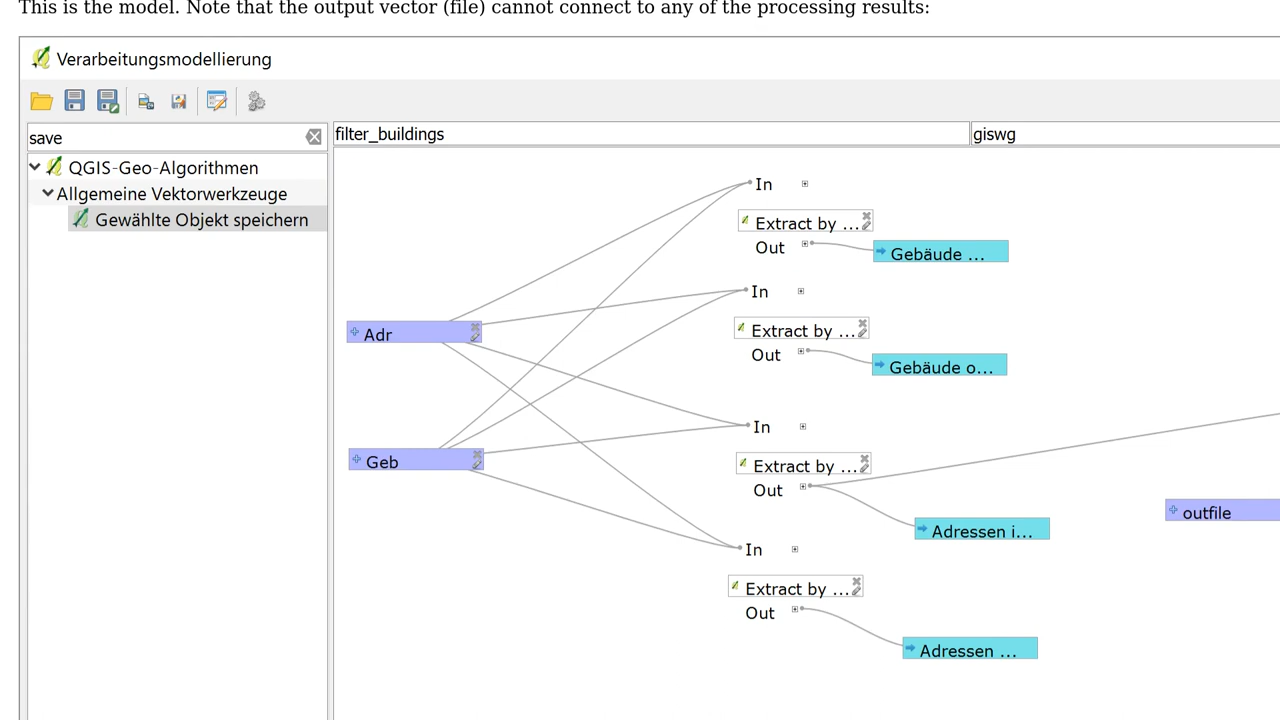 This is the model. Note that the output vector (file) cannot connect to any of the processing results:
Verarbeitungsmodellierung
save
filter_buildings
giswg
QGIS-Geo-Algorithmen
Allgemeine Vektorwerkzeuge
Gewählte Objekt speichern
In
Extract by ...
Out
Gebäude ...
In
Adr
Extract by ...
Out
Gebäude o...
In
Geb
Extract by ...
Out
outfile
Adressen i...
In
Extract by ...
Out
Adressen ...